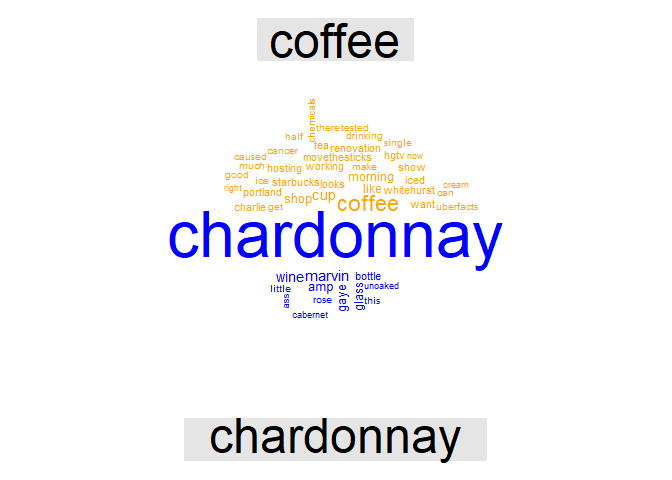 coffee
chemicals
there tested
half drinking
tea renovation single
caused cancer movethesticks hgtv now
much hosting working make show
good ice starbucks looks morning iced
right portland shop cup like whitehurst can cream
charlie get coffee want uberfacts
chardonnay
wine marvin bottle
little amp gaye glass unoaked
ass rose this
cabernet
chardonnay